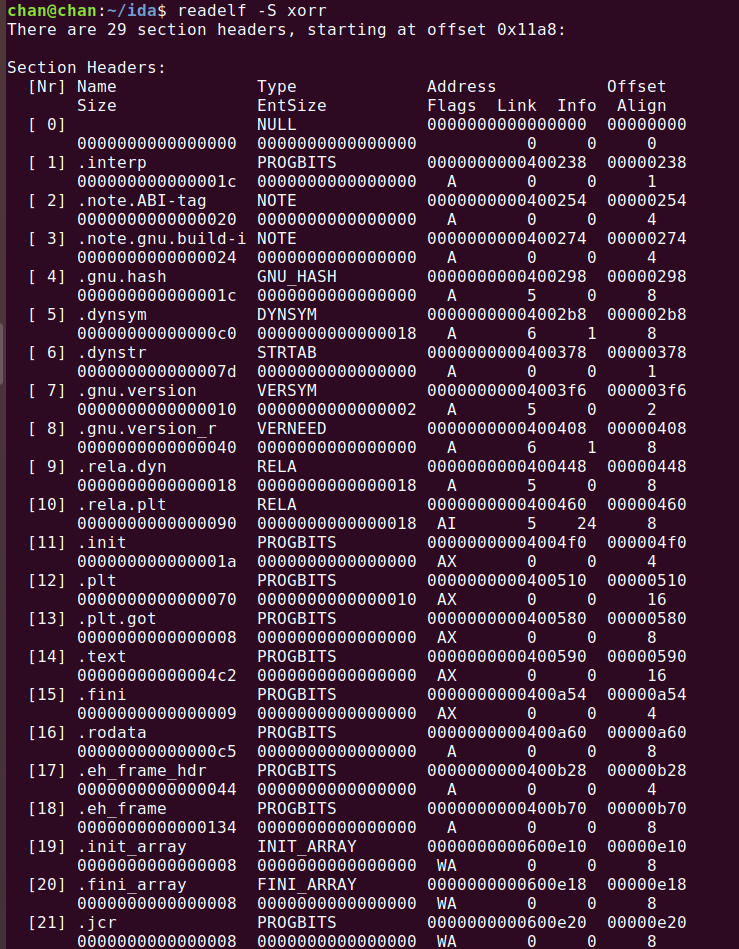 chan@chan:~/ida$ readelf -S xorr
There are 29 section headers, starting at offset 0x11a8:
Section Headers:
[Nr] Name Type Address Offset
Size EntSize Flags Link Info Align
[ 0] NULL 0000000000000000 00000000
0000000000000000 0000000000000000 0 0 0
[ 1] .interp PROGBITS 0000000000400238 00000238
000000000000001c 0000000000000000 A 0 0 1
[ 2] .note.ABI-tag NOTE 0000000000400254 00000254
0000000000000020 0000000000000000 A 0 0 4
[ 3] .note.gnu.build-i NOTE 0000000000400274 00000274
0000000000000024 0000000000000000 A 0 0 4
[ 4] .gnu.hash GNU_HASH 0000000000400298 00000298
000000000000001c 0000000000000000 A 5 0 8
[ 5] .dynsym DYNSYM 00000000004002b8 000002b8
00000000000000c0 0000000000000018 A 6 1 8
[ 6] .dynstr STRTAB 0000000000400378 00000378
000000000000007d 0000000000000000 A 0 0 1
[ 7] .gnu.version VERSYM 00000000004003f6 000003f6
0000000000000010 0000000000000002 A 5 0 2
[ 8] .gnu.version_r VERNEED 0000000000400408 00000408
0000000000000040 0000000000000000 A 6 1 8
[ 9] .rela.dyn RELA 0000000000400448 00000448
0000000000000018 0000000000000018 A 5 0 8
[10] .rela.plt RELA 0000000000400460 00000460
0000000000000090 0000000000000018 AI 5 24 8
[11] .init PROGBITS 00000000004004f0 000004f0
000000000000001a 0000000000000000 AX 0 0 4
[12] .plt PROGBITS 0000000000400510 00000510
0000000000000070 0000000000000010 AX 0 0 16
[13] .plt.got PROGBITS 0000000000400580 00000580
0000000000000008 0000000000000000 AX 0 0 8
[14] .text PROGBITS 0000000000400590 00000590
00000000000004c2 0000000000000000 AX 0 0 16
[15] .fini PROGBITS 0000000000400a54 00000a54
0000000000000009 0000000000000000 AX 0 0 4
[16] .rodata PROGBITS 0000000000400a60 00000a60
00000000000000c5 0000000000000000 A 0 0 8
[17] .eh_frame_hdr PROGBITS 0000000000400b28 00000b28
0000000000000044 0000000000000000 A 0 0 4
[18] .eh_frame PROGBITS 0000000000400b70 00000b70
0000000000000134 0000000000000000 A 0 0 8
[19] .init_array INIT_ARRAY 0000000000600e10 00000e10
0000000000000008 0000000000000000 WA 0 0 8
[20] .fini_array FINI_ARRAY 0000000000600e18 00000e18
0000000000000008 0000000000000000 WA 0 0 8
[21] .jcr PROGBITS 0000000000600e20 00000e20
0000000000000008 0000000000000000 WA 0 0 8